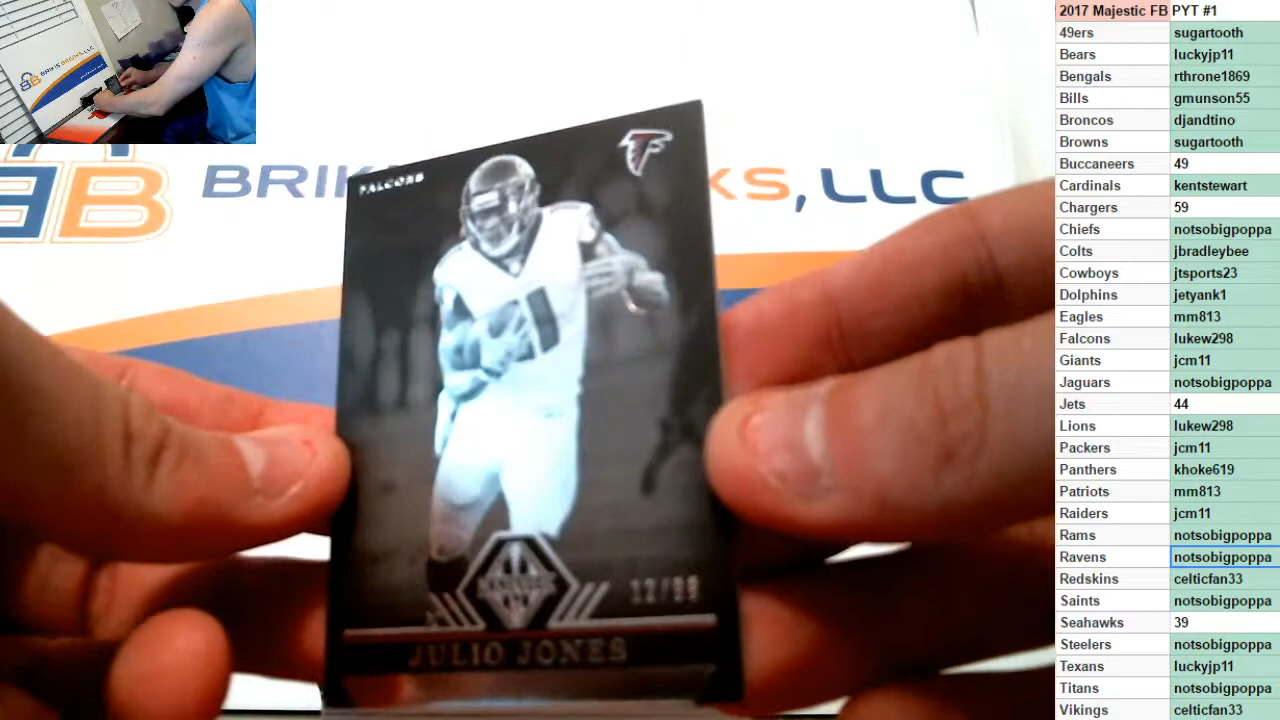 BRIKS BREAKS, LLC
BRIK KS, LLC
FALCONS
12/99
JULIO JONES
2017 Majestic FB PYT #1
49ers sugartooth
Bears luckyjp11
Bengals rthrone1869
Bills gmunson55
Broncos djandtino
Browns sugartooth
Buccaneers 49
Cardinals kentstewart
Chargers 59
Chiefs notsobigpoppa
Colts jbradleybee
Cowboys jtsports23
Dolphins jetyank1
Eagles mm813
Falcons lukew298
Giants jcm11
Jaguars notsobigpoppa
Jets 44
Lions lukew298
Packers jcm11
Panthers khoke619
Patriots mm813
Raiders jcm11
Rams notsobigpoppa
Ravens notsobigpoppa
Redskins celticfan33
Saints notsobigpoppa
Seahawks 39
Steelers notsobigpoppa
Texans luckyjp11
Titans notsobigpoppa
Vikings celticfan33